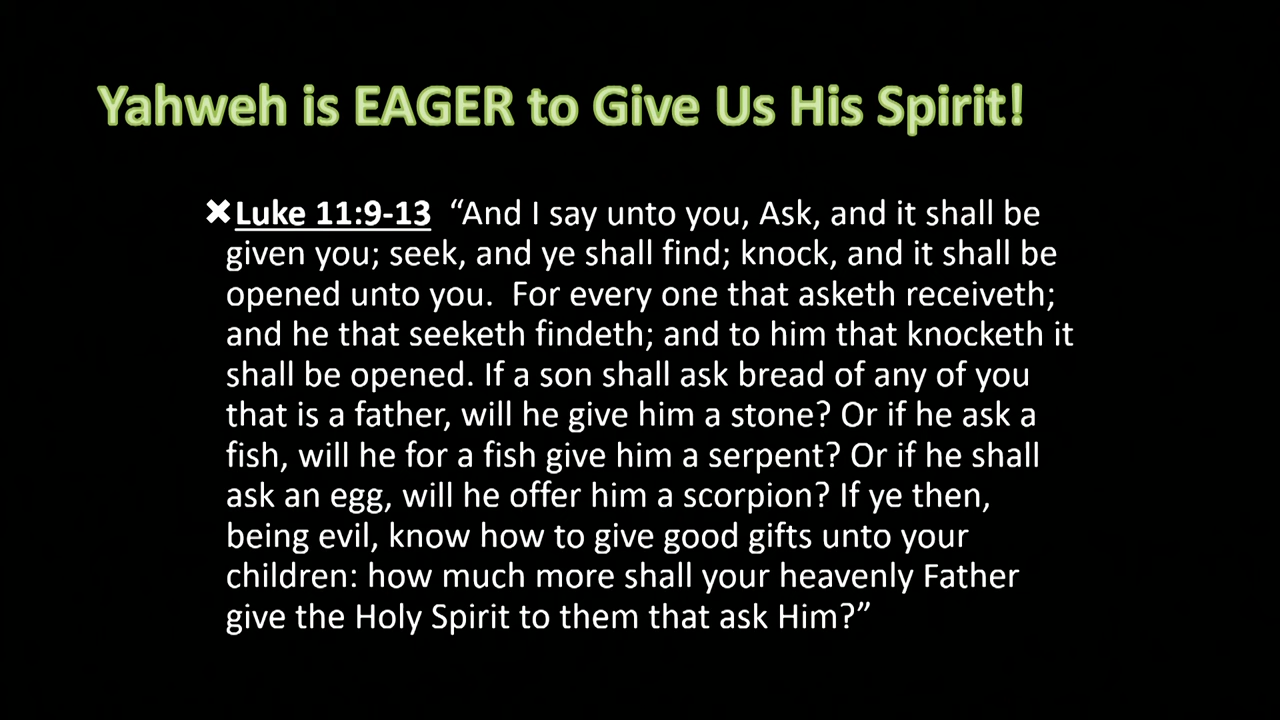 Yahweh is EAGER to Give Us His Spirit!
✖Luke 11:9-13 “And I say unto you, Ask, and it shall be
given you; seek, and ye shall find; knock, and it shall be
opened unto you. For every one that asketh receiveth;
and he that seeketh findeth; and to him that knocketh it
shall be opened. If a son shall ask bread of any of you
that is a father, will he give him a stone? Or if he ask a
fish, will he for a fish give him a serpent? Or if he shall
ask an egg, will he offer him a scorpion? If ye then,
being evil, know how to give good gifts unto your
children: how much more shall your heavenly Father
give the Holy Spirit to them that ask Him?”